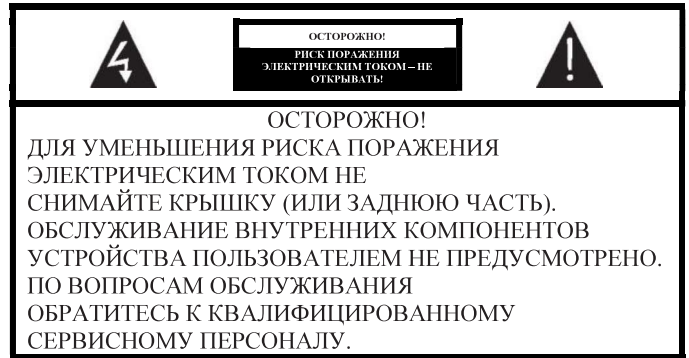 ОСТОРОЖНО!
РИСК ПОРАЖЕНИЯ
ЭЛЕКТРИЧЕСКИМ ТОКОМ – НЕ
ОТКРЫВАТЬ!
ОСТОРОЖНО!
ДЛЯ УМЕНЬШЕНИЯ РИСКА ПОРАЖЕНИЯ
ЭЛЕКТРИЧЕСКИМ ТОКОМ НЕ
СНИМАЙТЕ КРЫШКУ (ИЛИ ЗАДНЮЮ ЧАСТЬ).
ОБСЛУЖИВАНИЕ ВНУТРЕННИХ КОМПОНЕНТОВ
УСТРОЙСТВА ПОЛЬЗОВАТЕЛЕМ НЕ ПРЕДУСМОТРЕНО.
ПО ВОПРОСАМ ОБСЛУЖИВАНИЯ
ОБРАТИТЕСЬ К КВАЛИФИЦИРОВАННОМУ
СЕРВИСНОМУ ПЕРСОНАЛУ.